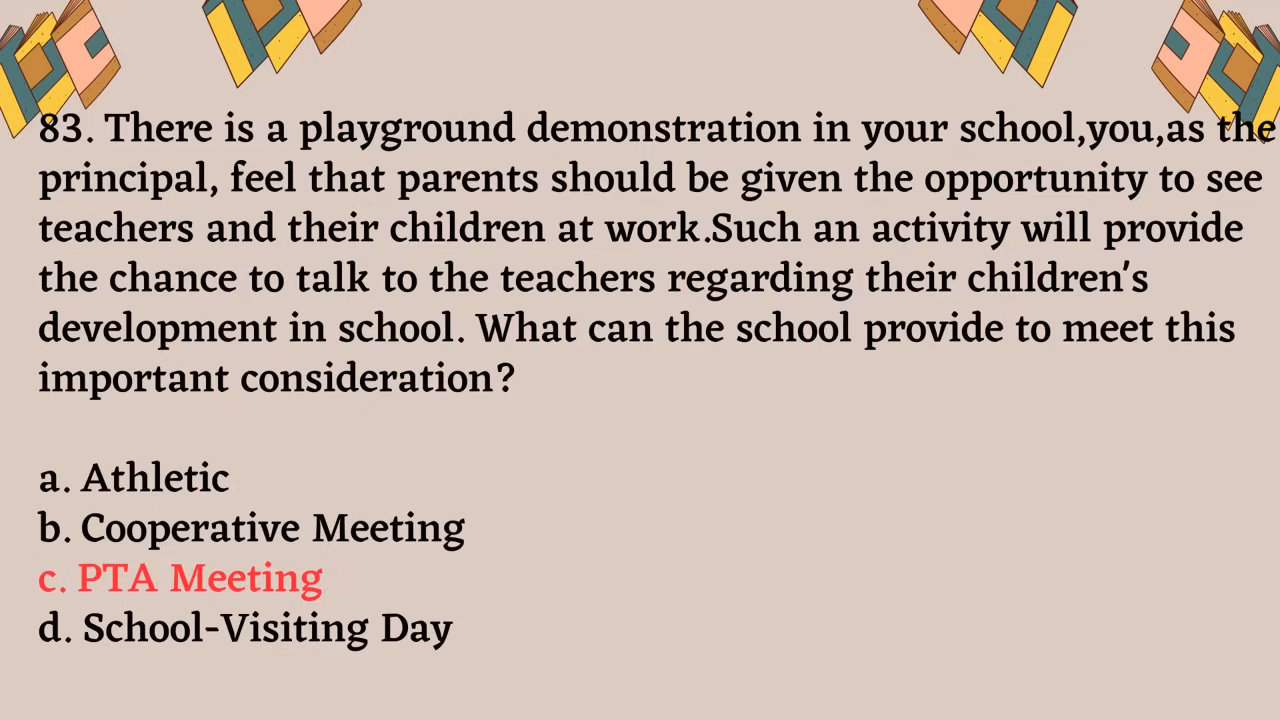 83. There is a playground demonstration in your school,you,as the
principal, feel that parents should be given the opportunity to see
teachers and their children at work.Such an activity will provide
the chance to talk to the teachers regarding their children's
development in school. What can the school provide to meet this
important consideration?
a. Athletic
b. Cooperative Meeting
c. PTA Meeting
d. School-Visiting Day